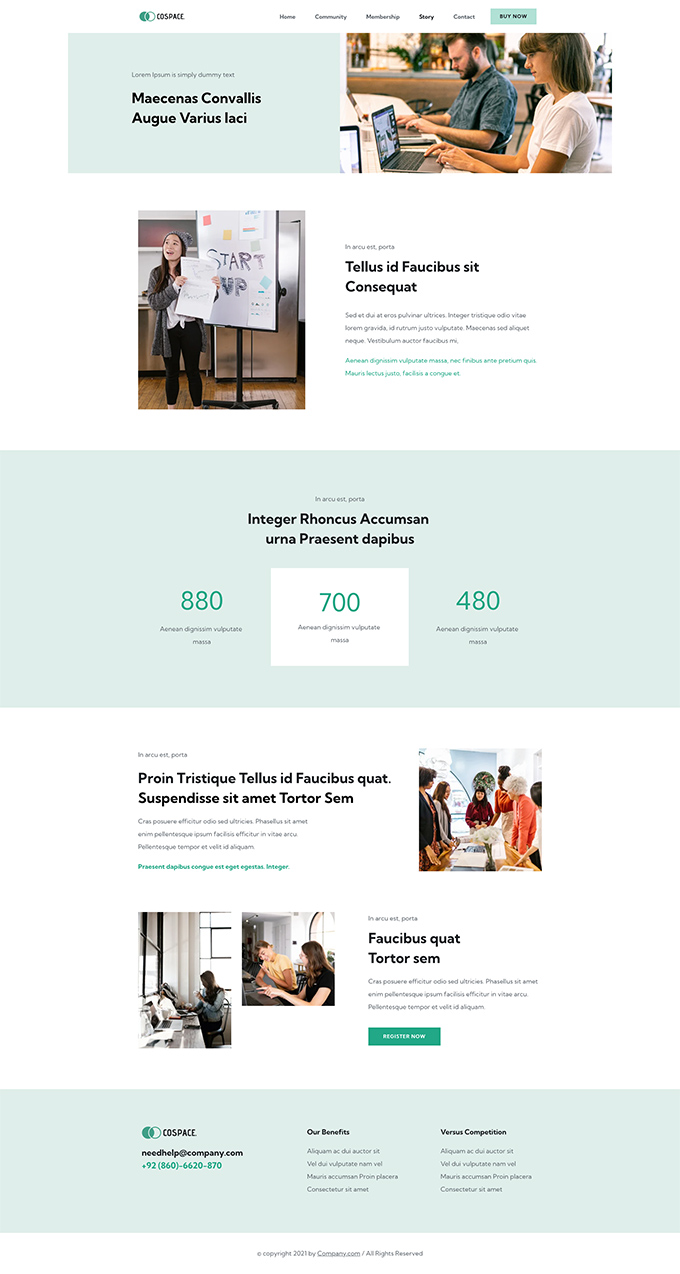 COSPACE.
Home Community Membership Story Contact BUY NOW
Lorem Ipsum is simply dummy text
Maecenas Convallis
Augue Varius laci
START
UP
In arcu est, porta
Tellus id Faucibus sit
Consequat
Sed et dui at eros pulvinar ultrices. Integer tristique odio vitae
lorem gravida, id rutrum justo vulputate. Maecenas sed aliquet
neque. Vestibulum auctor faucibus mi,
Aenean dignissim vulputate massa, nec finibus ante pretium quis.
Mauris lectus justo, facilisis a congue et.
In arcu est, porta
Integer Rhoncus Accumsan
urna Praesent dapibus
880
Aenean dignissim vulputate
massa
700
Aenean dignissim vulputate
massa
480
Aenean dignissim vulputate
massa
In arcu est, porta
Proin Tristique Tellus id Faucibus quat.
Suspendisse sit amet Tortor Sem
Cras posuere efficitur odio sed ultricies. Phasellus sit amet
enim pellentesque ipsum facilisis efficitur in vitae arcu.
Pellentesque tempor et velit id aliquam.
Praesent dapibus congue est eget egestas. Integer.
In arcu est, porta
Faucibus quat
Tortor sem
Cras posuere efficitur odio sed ultricies. Phasellus sit amet
enim pellentesque ipsum facilisis efficitur in vitae arcu.
Pellentesque tempor et velit id aliquam.
REGISTER NOW
COSPACE.
needhelp@company.com
+92 (860)-6620-870
Our Benefits
Aliquam ac dui auctor sit
Vel dui vulputate nam vel
Mauris accumsan Proin placera
Consectetur sit amet
Versus Competition
Aliquam ac dui auctor sit
Vel dui vulputate nam vel
Mauris accumsan Proin placera
Consectetur sit amet
© copyright 2021 by Company.com / All Rights Reserved